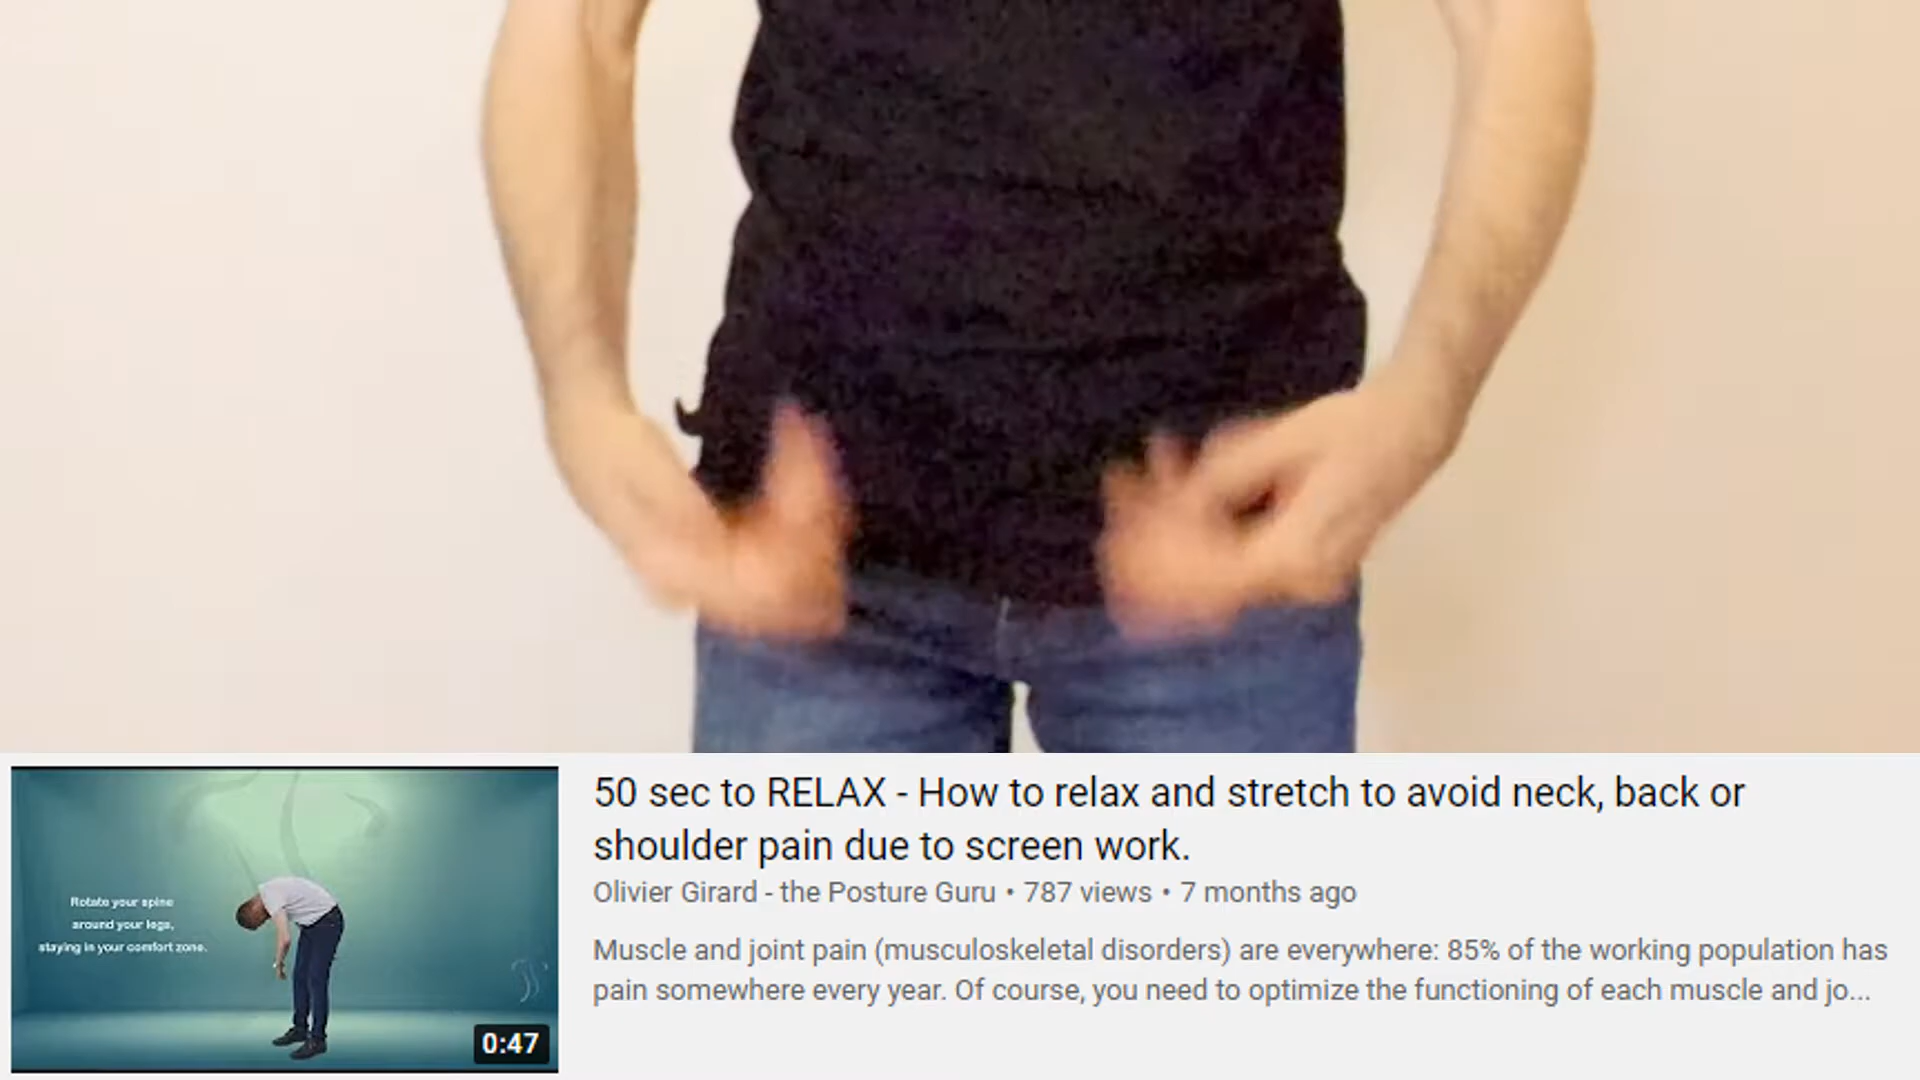 50 sec to RELAX - How to relax and stretch to avoid neck, back or
shoulder pain due to screen work.
Olivier Girard - the Posture Guru • 787 views • 7 months ago
Muscle and joint pain (musculoskeletal disorders) are everywhere: 85% of the working population has
pain somewhere every year. Of course, you need to optimize the functioning of each muscle and jo...
Rotate your spine
around your legs,
staying in your comfort zone.
0:47